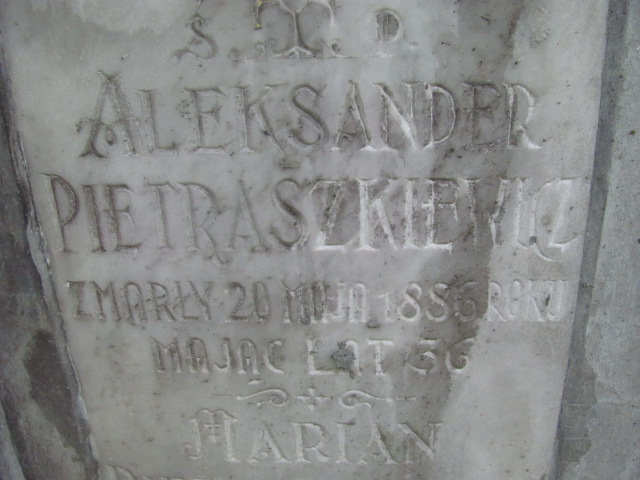 Ś. P.
ALEKSANDER
PIETRASZKIEWICZ
ZMARŁY 20 MAJA 1886 ROKU
MAJĄC LAT 36
MARIAN